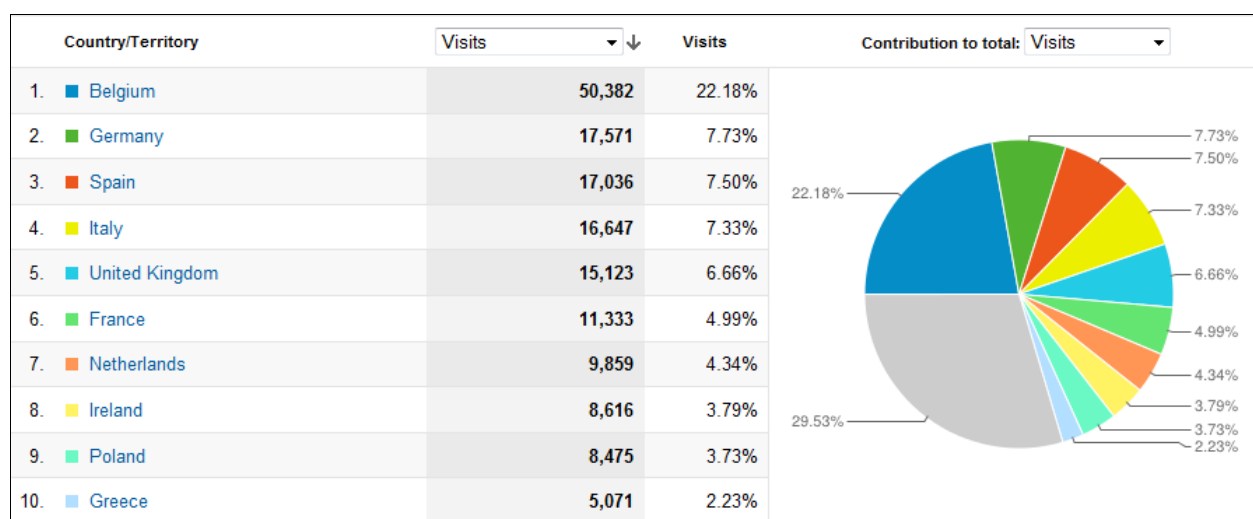 Country/Territory Visits Visits Contribution to total: Visits
1. Belgium 50,382 22.18%
2. Germany 17,571 7.73%
3. Spain 17,036 7.50%
4. Italy 16,647 7.33%
5. United Kingdom 15,123 6.66%
6. France 11,333 4.99%
7. Netherlands 9,859 4.34%
8. Ireland 8,616 3.79%
9. Poland 8,475 3.73%
10. Greece 5,071 2.23%
7.73%
7.50%
22.18%
7.33%
6.66%
4.99%
4.34%
3.79%
29.53%
3.73%
2.23%